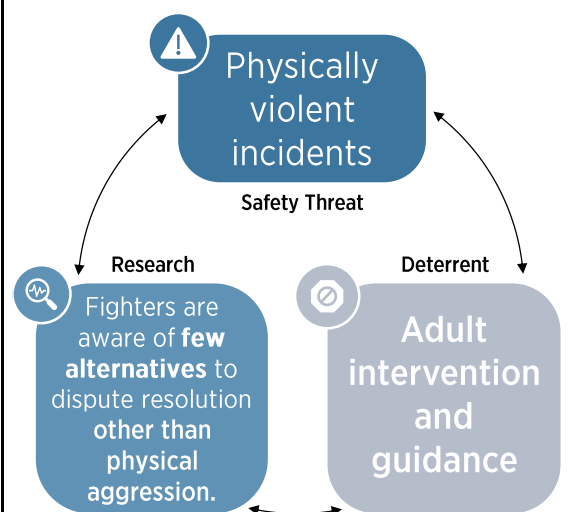 Physically
violent
incidents
Safety Threat
Research
Fighters are
aware of few
alternatives to
dispute resolution
other than
physical
aggression.
Deterrent
Adult
intervention
and
guidance